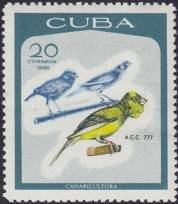 CUBA
20
CORREOS
1968
A.C.C. 777
CANARICULTURA